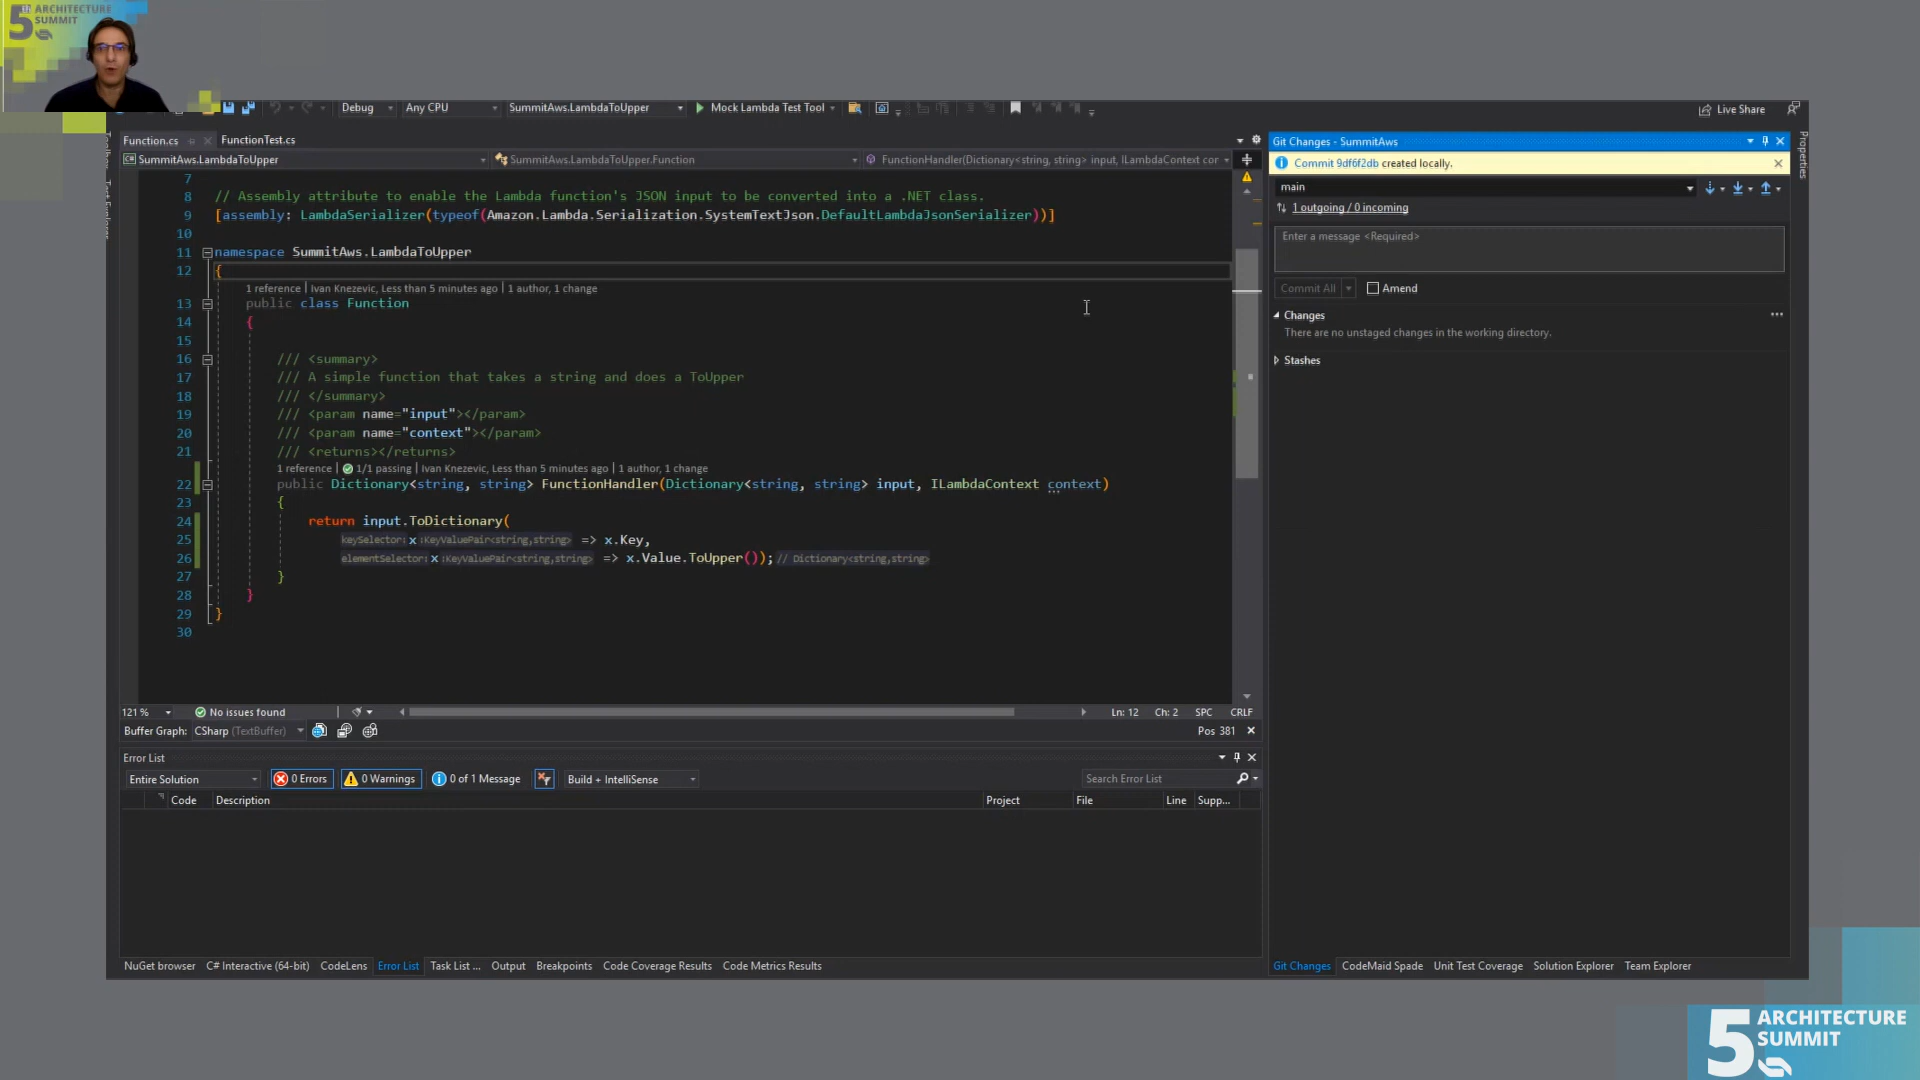 5 TH ARCHITECTURE
SUMMIT
Debug
Any CPU
SummitAws.LambdaToUpper
Mock Lambda Test Tool
Live Share
Function.cs
FunctionTest.cs
SummitAws.LambdaToUpper
SummitAws.LambdaToUpper.Function
FunctionHandler(Dictionary<string, string> input, ILambdaContext cor
7
8 // Assembly attribute to enable the Lambda function's JSON input to be converted into a .NET class.
9 [assembly: LambdaSerializer(typeof(Amazon.Lambda.Serialization.SystemTextJson.DefaultLambdaJsonSerializer))]
10
11 namespace SummitAws.LambdaToUpper
12 {
1 reference | Ivan Knezevic, Less than 5 minutes ago | 1 author, 1 change
13 public class Function
14 {
15
16 /// <summary>
17 /// A simple function that takes a string and does a ToUpper
18 /// </summary>
19 /// <param name="input"></param>
20 /// <param name="context"></param>
21 /// <returns></returns>
1 reference | 1/1 passing | Ivan Knezevic, Less than 5 minutes ago | 1 author, 1 change
22 public Dictionary<string, string> FunctionHandler(Dictionary<string, string> input, ILambdaContext context)
23 {
24 return input.ToDictionary(
25 keySelector: x :KeyValuePair<string,string> => x.Key,
26 elementSelector: x :KeyValuePair<string,string> => x.Value.ToUpper()); // Dictionary<string,string>
27 }
28 }
29 }
30
121 %
No issues found
Ln: 12 Ch: 2 SPC CRLF
Buffer Graph: CSharp (TextBuffer)
Pos 381
Error List
Entire Solution
0 Errors
0 Warnings
0 of 1 Message
Build + IntelliSense
Search Error List
Code Description Project File Line Supp...
NuGet browser C# Interactive (64-bit) CodeLens Error List Task List ... Output Breakpoints Code Coverage Results Code Metrics Results
Git Changes - SummitAws
Commit 9df6f2db created locally.
main
1 outgoing / 0 incoming
Enter a message <Required>
Commit All
Amend
Changes
There are no unstaged changes in the working directory.
Stashes
Git Changes CodeMaid Spade Unit Test Coverage Solution Explorer Team Explorer
Properties
5 ARCHITECTURE
SUMMIT